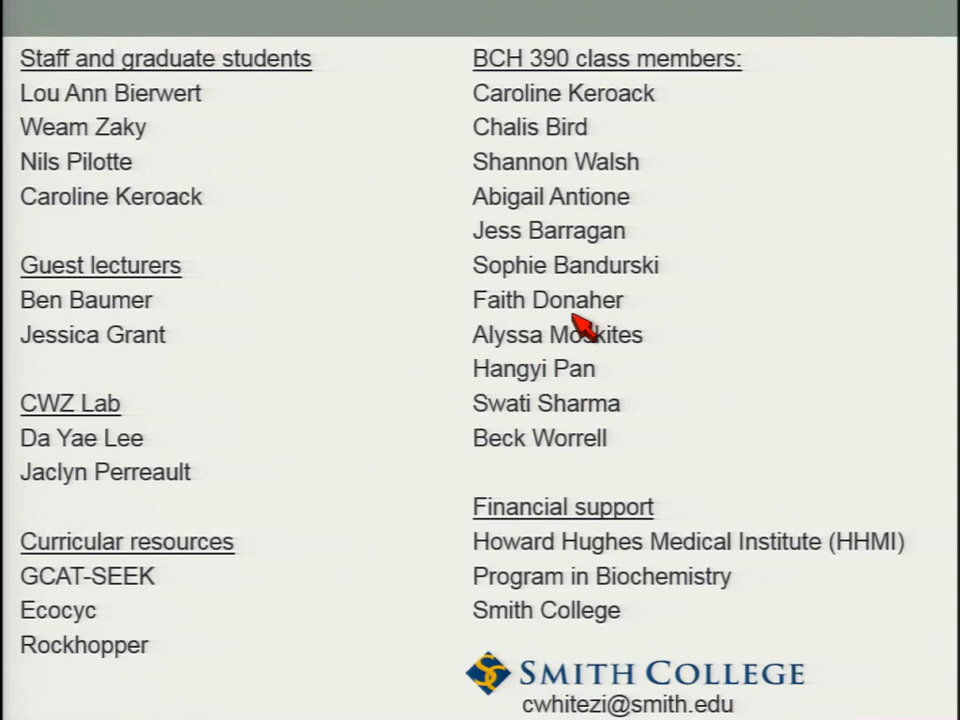 Staff and graduate students
Lou Ann Bierwert
Weam Zaky
Nils Pilotte
Caroline Keroack
Guest lecturers
Ben Baumer
Jessica Grant
CWZ Lab
Da Yae Lee
Jaclyn Perreault
Curricular resources
GCAT-SEEK
Ecocyc
Rockhopper
BCH 390 class members:
Caroline Keroack
Chalis Bird
Shannon Walsh
Abigail Antione
Jess Barragan
Sophie Bandurski
Faith Donaher
Alyssa Moskites
Hangyi Pan
Swati Sharma
Beck Worrell
Financial support
Howard Hughes Medical Institute (HHMI)
Program in Biochemistry
Smith College
SMITH COLLEGE
cwhitezi@smith.edu